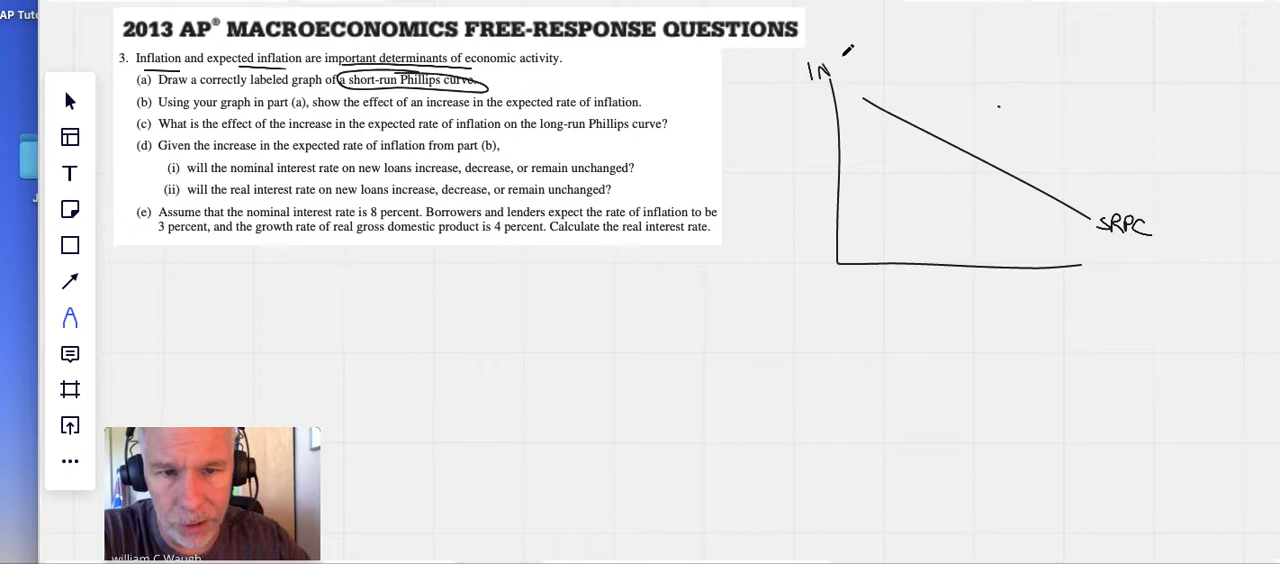 AP Tuto
2013 AP® MACROECONOMICS FREE-RESPONSE QUESTIONS
3. Inflation and expected inflation are important determinants of economic activity.
(a) Draw a correctly labeled graph of a short-run Phillips curve.
(b) Using your graph in part (a), show the effect of an increase in the expected rate of inflation.
(c) What is the effect of the increase in the expected rate of inflation on the long-run Phillips curve?
(d) Given the increase in the expected rate of inflation from part (b),
(i) will the nominal interest rate on new loans increase, decrease, or remain unchanged?
(ii) will the real interest rate on new loans increase, decrease, or remain unchanged?
(e) Assume that the nominal interest rate is 8 percent. Borrowers and lenders expect the rate of inflation to be
3 percent, and the growth rate of real gross domestic product is 4 percent. Calculate the real interest rate.
IN
SRPC
T
J
william C Waugh